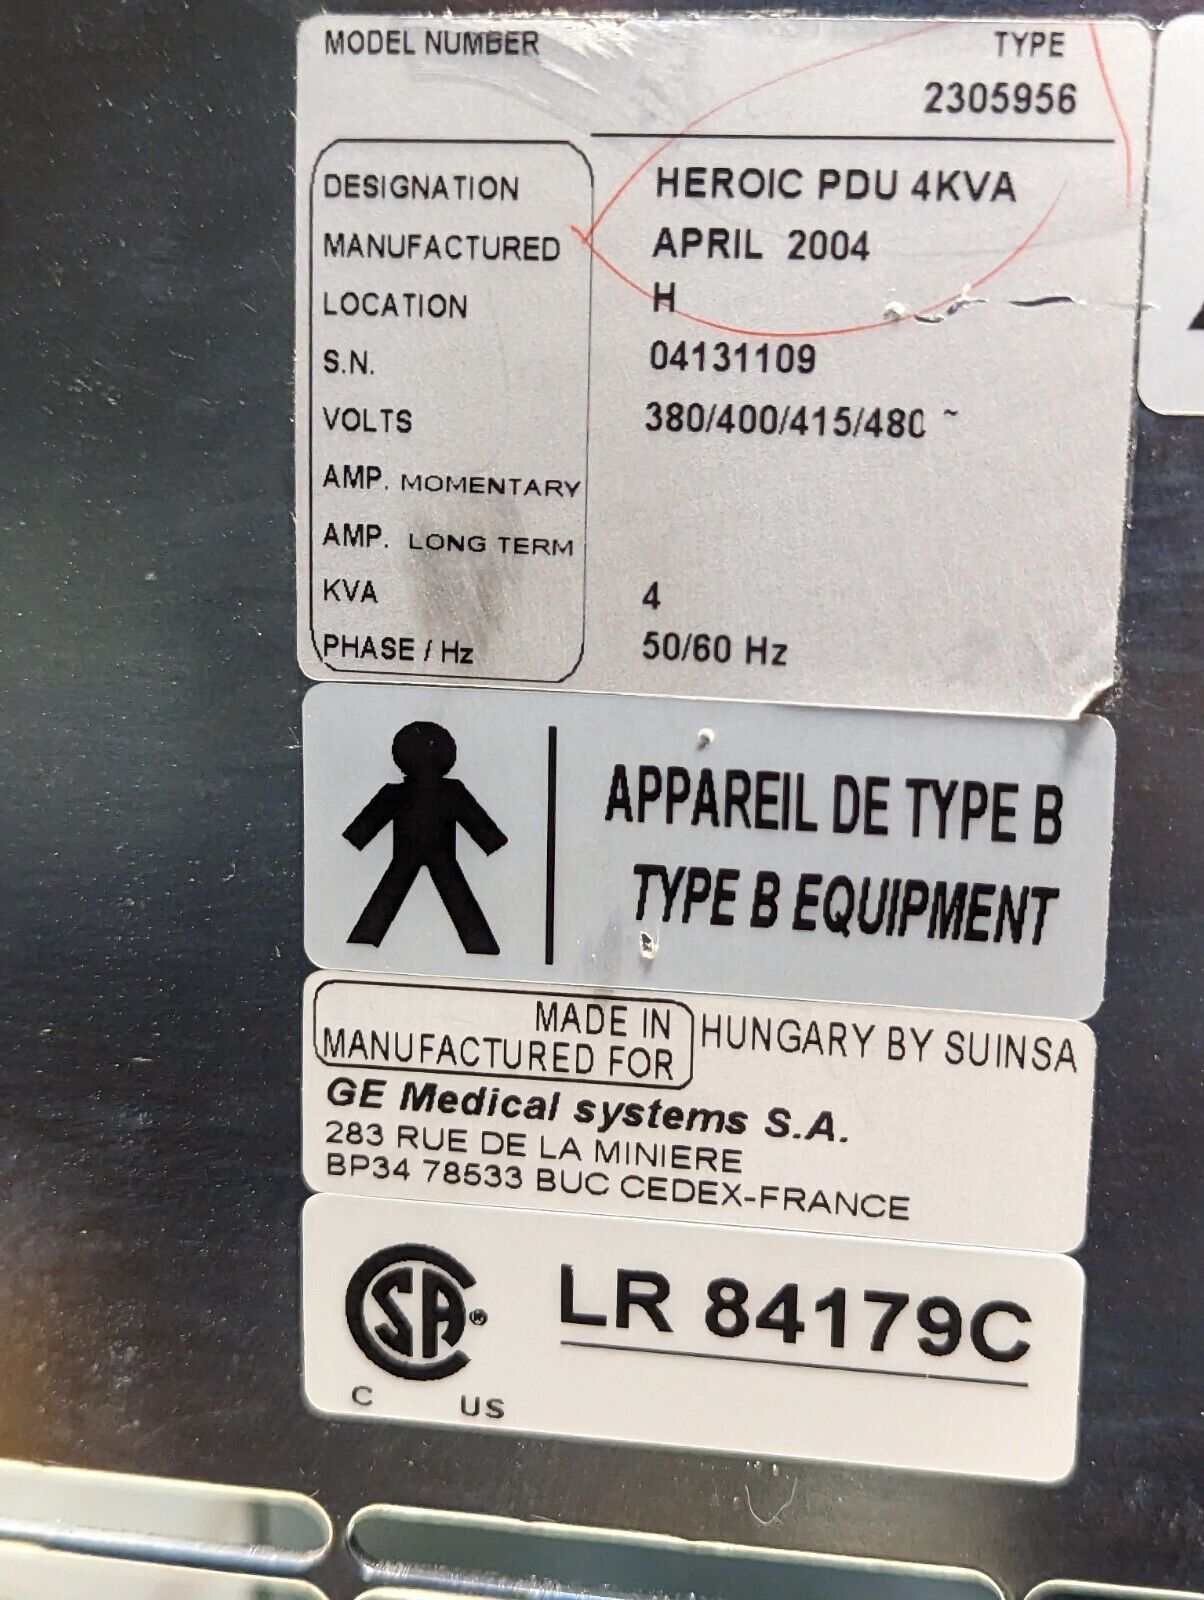 MODEL NUMBER TYPE
2305956
DESIGNATION HEROIC PDU 4KVA
MANUFACTURED APRIL 2004
LOCATION H
S.N. 04131109
VOLTS 380/400/415/480 ~
AMP. MOMENTARY
AMP. LONG TERM
KVA 4
PHASE / Hz 50/60 Hz
APPAREIL DE TYPE B
TYPE B EQUIPMENT
MADE IN HUNGARY BY SUINSA
MANUFACTURED FOR
GE Medical systems S.A.
283 RUE DE LA MINIERE
BP34 78533 BUC CEDEX-FRANCE
CSA®
C US
LR 84179C